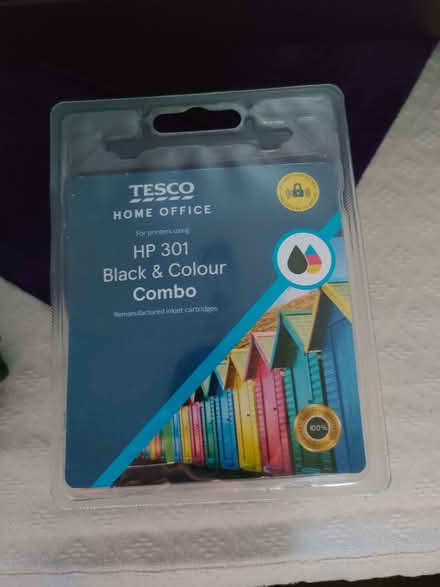 TESCO
HOME OFFICE
For printers using
HP 301
Black & Colour
Combo
Remanufactured inkjet cartridges
100%